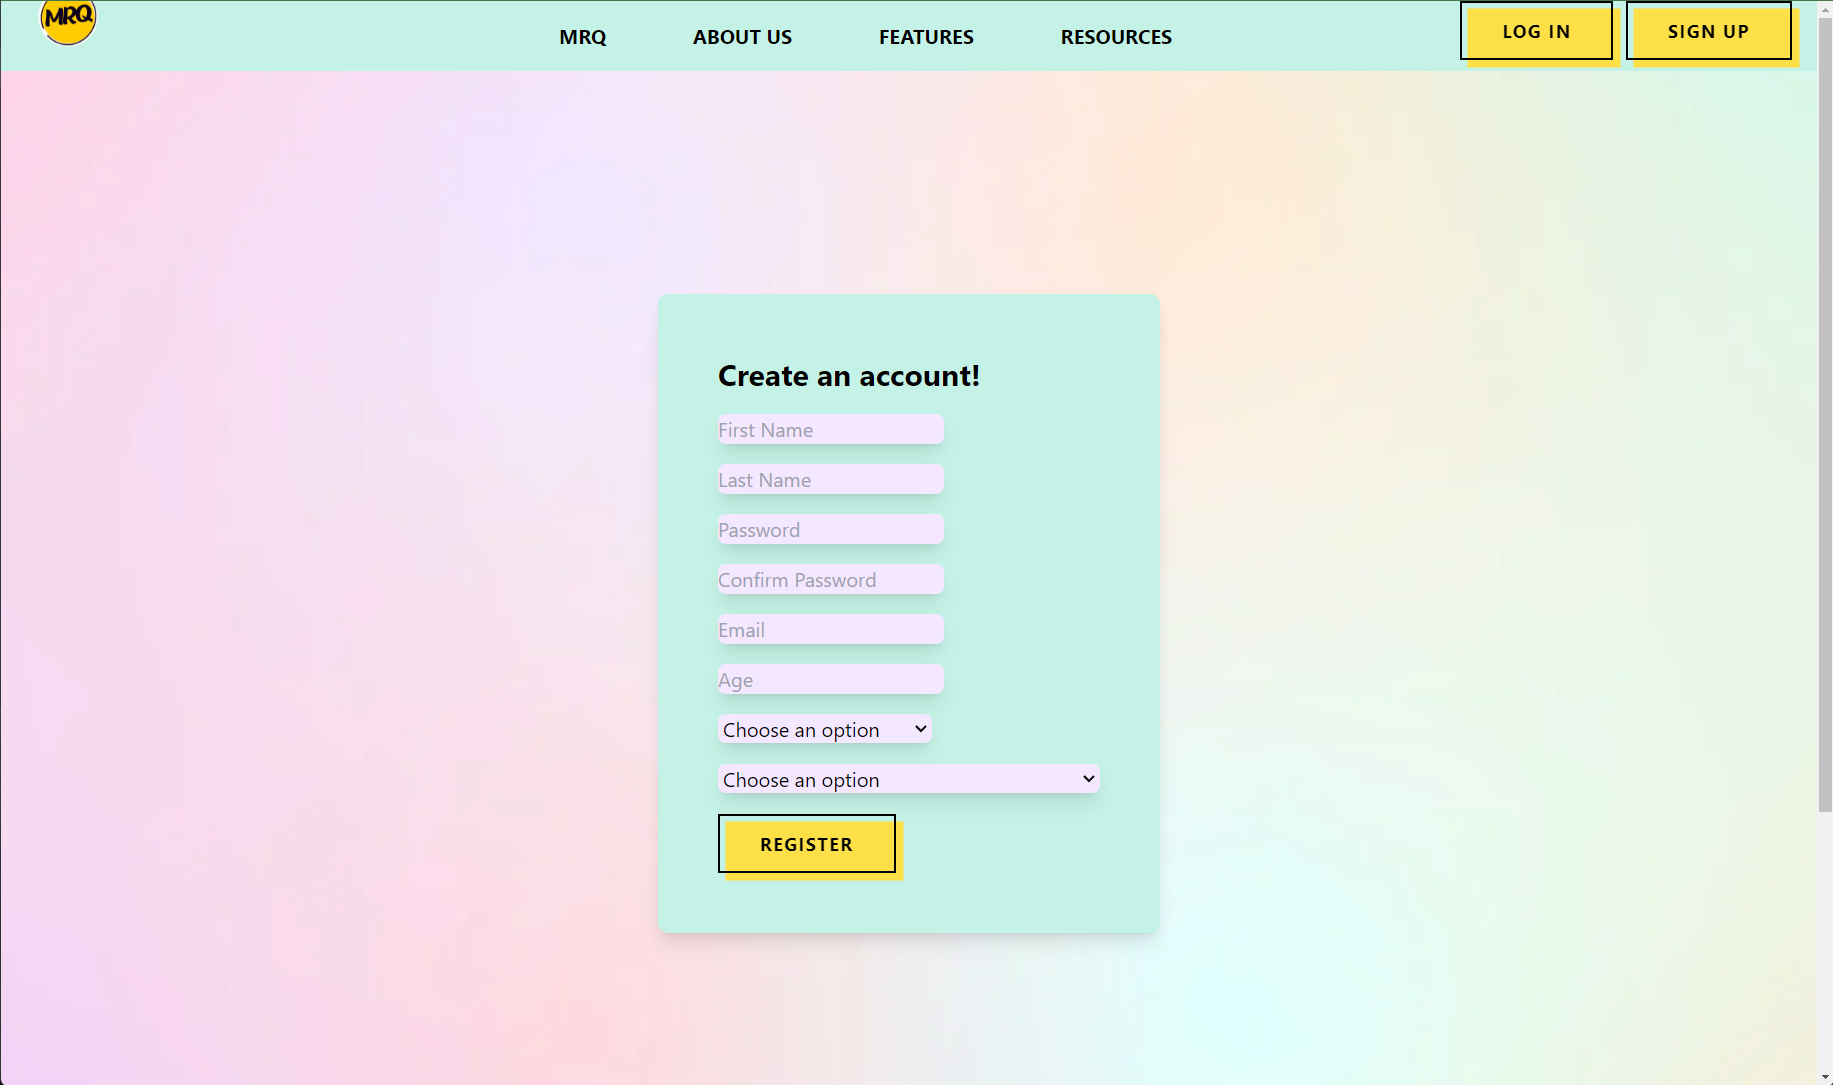 MRQ
MRQ
ABOUT US
FEATURES
RESOURCES
LOG IN
SIGN UP
Create an account!
First Name
Last Name
Password
Confirm Password
Email
Age
Choose an option
Choose an option
REGISTER